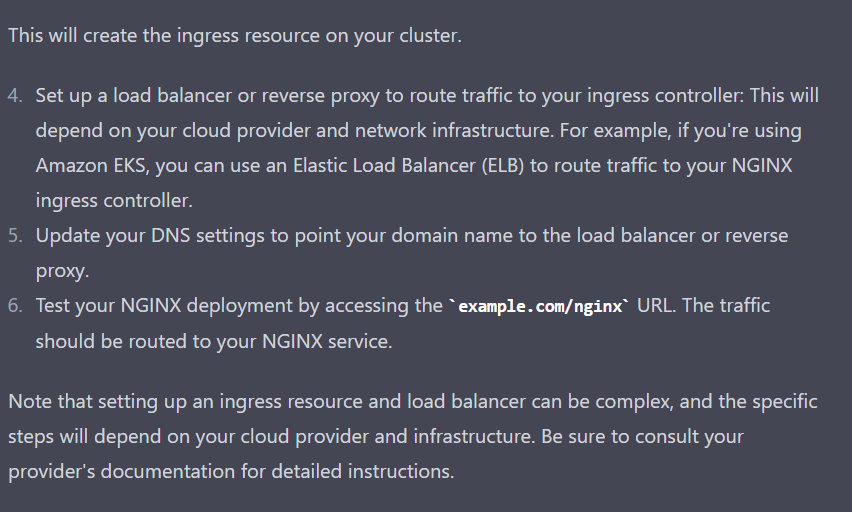 This will create the ingress resource on your cluster.
4. Set up a load balancer or reverse proxy to route traffic to your ingress controller: This will
depend on your cloud provider and network infrastructure. For example, if you're using
Amazon EKS, you can use an Elastic Load Balancer (ELB) to route traffic to your NGINX
ingress controller.
5. Update your DNS settings to point your domain name to the load balancer or reverse
proxy.
6. Test your NGINX deployment by accessing the `example.com/nginx` URL. The traffic
should be routed to your NGINX service.
Note that setting up an ingress resource and load balancer can be complex, and the specific
steps will depend on your cloud provider and infrastructure. Be sure to consult your
provider's documentation for detailed instructions.